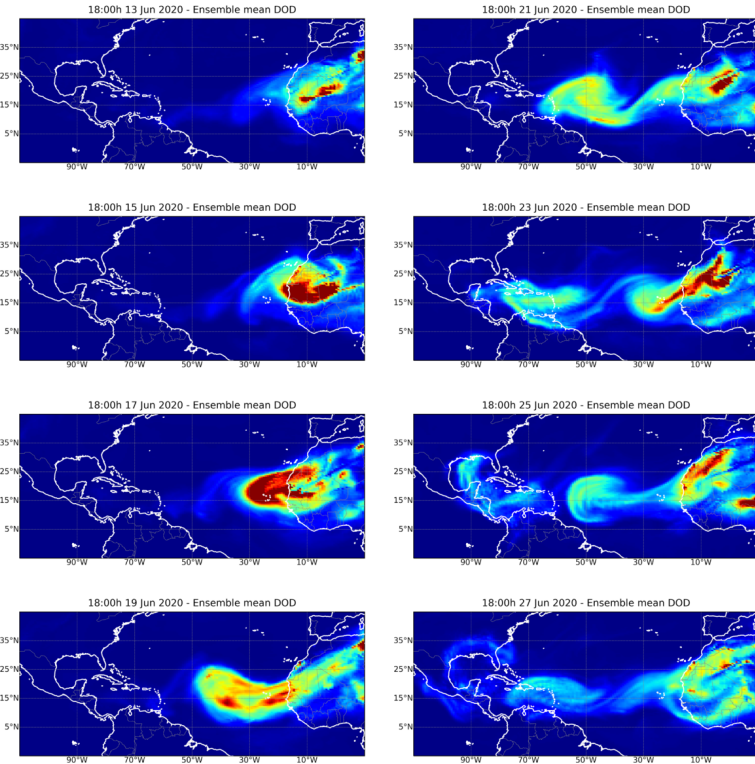 18:00h 13 Jun 2020 - Ensemble mean DOD
35°N
25°N
15°N
5°N
90°W 70°W 50°W 30°W 10°W
18:00h 21 Jun 2020 - Ensemble mean DOD
35°N
25°N
15°N
5°N
90°W 70°W 50°W 30°W 10°W
18:00h 15 Jun 2020 - Ensemble mean DOD
35°N
25°N
15°N
5°N
90°W 70°W 50°W 30°W 10°W
18:00h 23 Jun 2020 - Ensemble mean DOD
35°N
25°N
15°N
5°N
90°W 70°W 50°W 30°W 10°W
18:00h 17 Jun 2020 - Ensemble mean DOD
35°N
25°N
15°N
5°N
90°W 70°W 50°W 30°W 10°W
18:00h 25 Jun 2020 - Ensemble mean DOD
35°N
25°N
15°N
5°N
90°W 70°W 50°W 30°W 10°W
18:00h 19 Jun 2020 - Ensemble mean DOD
35°N
25°N
15°N
5°N
90°W 70°W 50°W 30°W 10°W
18:00h 27 Jun 2020 - Ensemble mean DOD
35°N
25°N
15°N
5°N
90°W 70°W 50°W 30°W 10°W